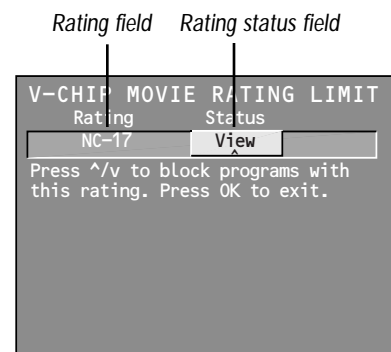 Rating field Rating status field
V-CHIP MOVIE RATING LIMIT
Rating Status
NC-17 View
^
Press ^/v to block programs with
this rating. Press OK to exit.